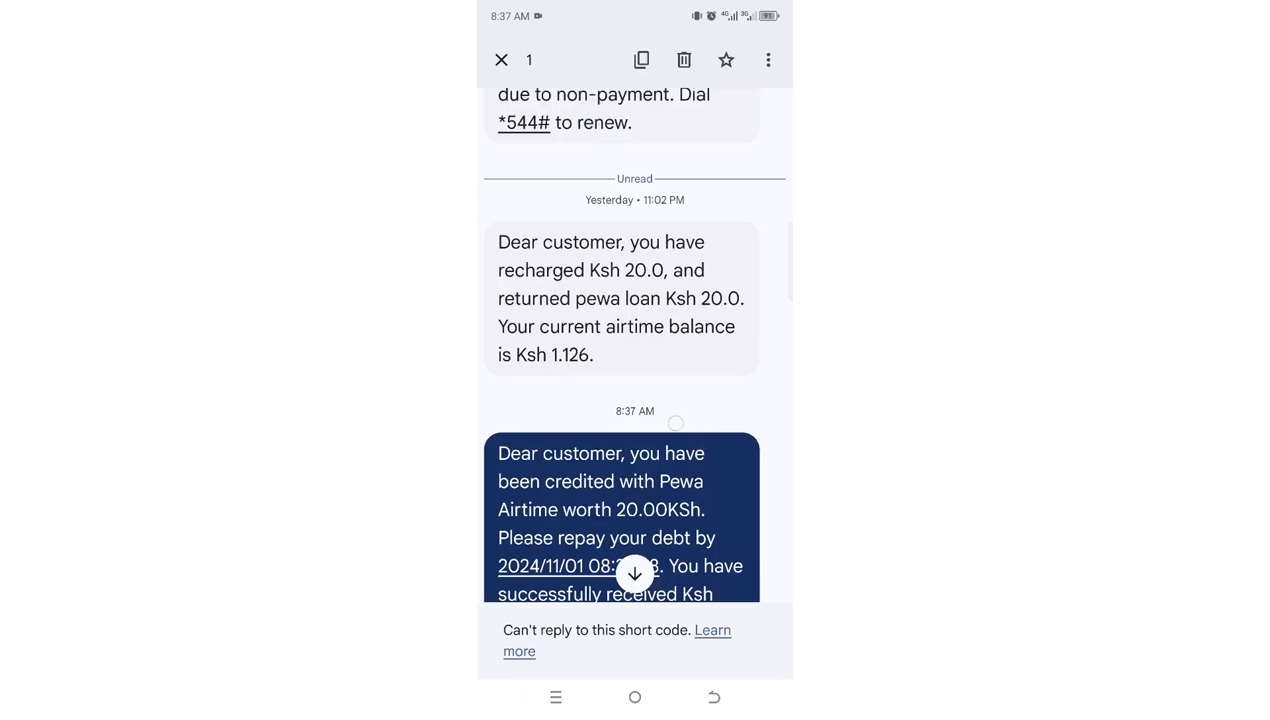 8:37 AM
4G
3G
91
1
due to non-payment. Dial
*544# to renew.
Unread
Yesterday • 11:02 PM
Dear customer, you have
recharged Ksh 20.0, and
returned pewa loan Ksh 20.0.
Your current airtime balance
is Ksh 1.126.
8:37 AM
Dear customer, you have
been credited with Pewa
Airtime worth 20.00KSh.
Please repay your debt by
2024/11/01 08: 8. You have
successfully received Ksh
Can't reply to this short code. Learn
more